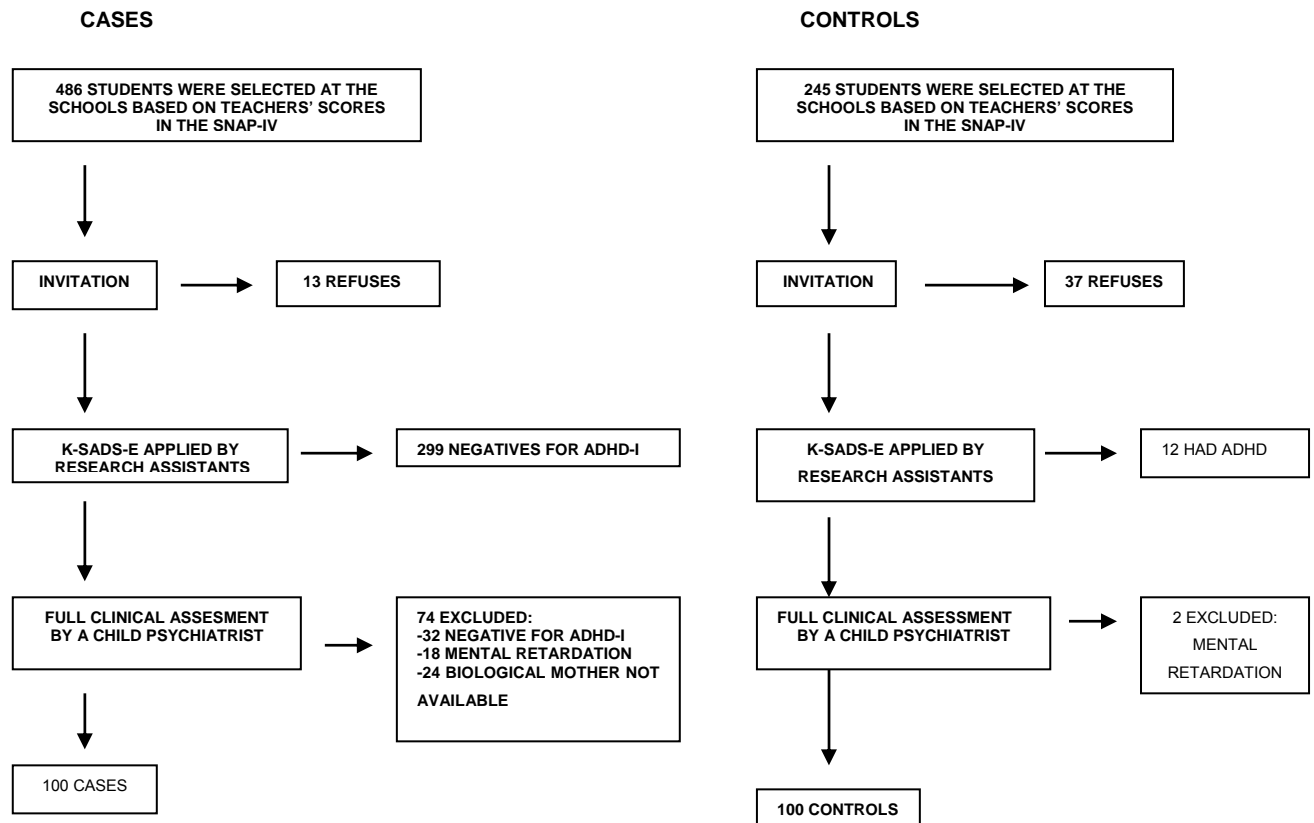 CASES
486 STUDENTS WERE SELECTED AT THE
SCHOOLS BASED ON TEACHERS' SCORES
IN THE SNAP-IV
INVITATION
13 REFUSES
K-SADS-E APPLIED BY
RESEARCH ASSISTANTS
299 NEGATIVES FOR ADHD-I
FULL CLINICAL ASSESMENT
BY A CHILD PSYCHIATRIST
74 EXCLUDED:
-32 NEGATIVE FOR ADHD-I
-18 MENTAL RETARDATION
-24 BIOLOGICAL MOTHER NOT
AVAILABLE
100 CASES
CONTROLS
245 STUDENTS WERE SELECTED AT THE
SCHOOLS BASED ON TEACHERS' SCORES
IN THE SNAP-IV
INVITATION
37 REFUSES
K-SADS-E APPLIED BY
RESEARCH ASSISTANTS
12 HAD ADHD
FULL CLINICAL ASSESSMENT
BY A CHILD PSYCHIATRIST
2 EXCLUDED:
MENTAL
RETARDATION
100 CONTROLS